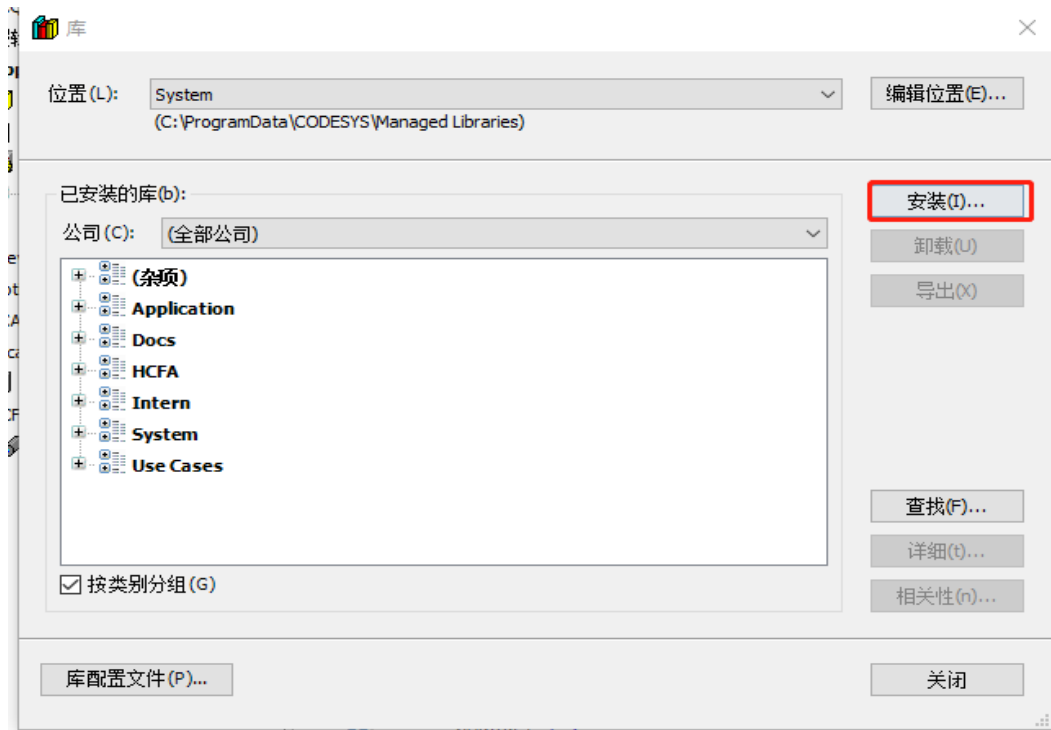 库
位置(L):
System
编辑位置(E)...
(C:\ProgramData\CODESYS\Managed Libraries)
已安装的库(b):
安装(I)...
公司(C):
(全部公司)
卸载(U)
(杂项)
导出(X)
Application
Docs
HCFA
Intern
System
Use Cases
查找(F)...
详细(t)...
按类别分组(G)
相关性(n)...
库配置文件(P)...
关闭